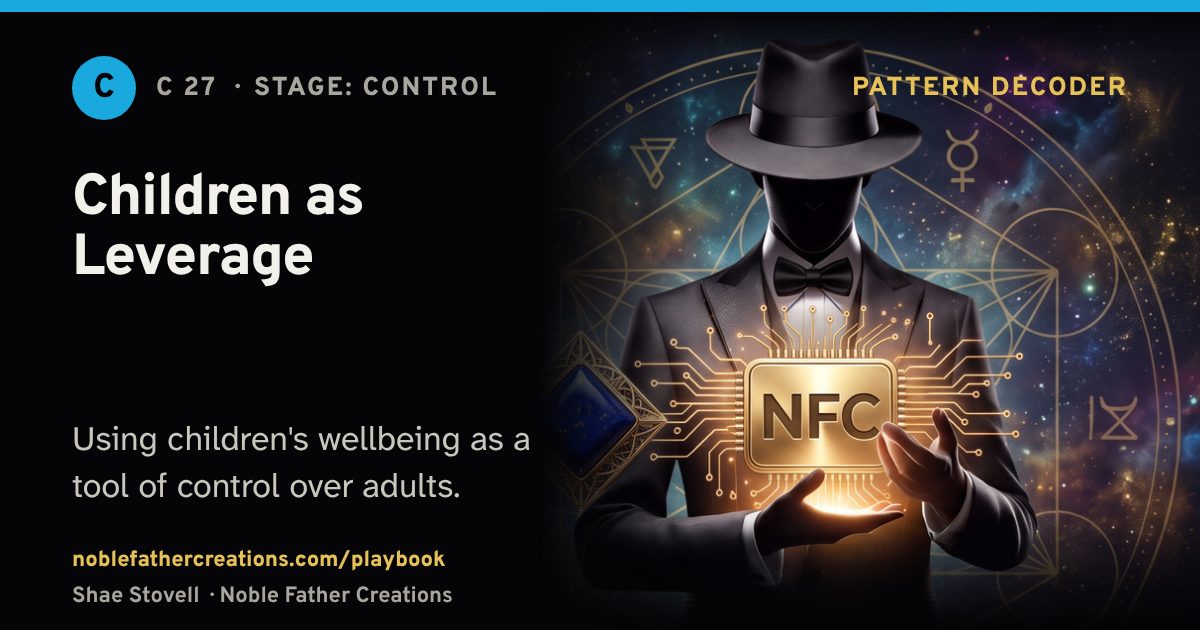 C
C 27 · STAGE: CONTROL
PATTERN DECODER
Children as
Leverage
NFC
Using children's wellbeing as a
tool of control over adults.
noblefathercreations.com/playbook
Shae Stovell · Noble Father Creations